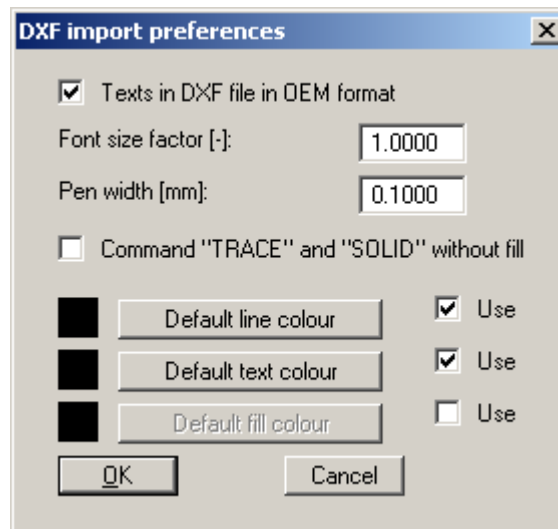 DXF import preferences
Texts in DXF file in OEM format
Font size factor [-]: 1.0000
Pen width [mm]: 0.1000
Command "TRACE" and "SOLID" without fill
Default line colour Use
Default text colour Use
Default fill colour Use
OK Cancel